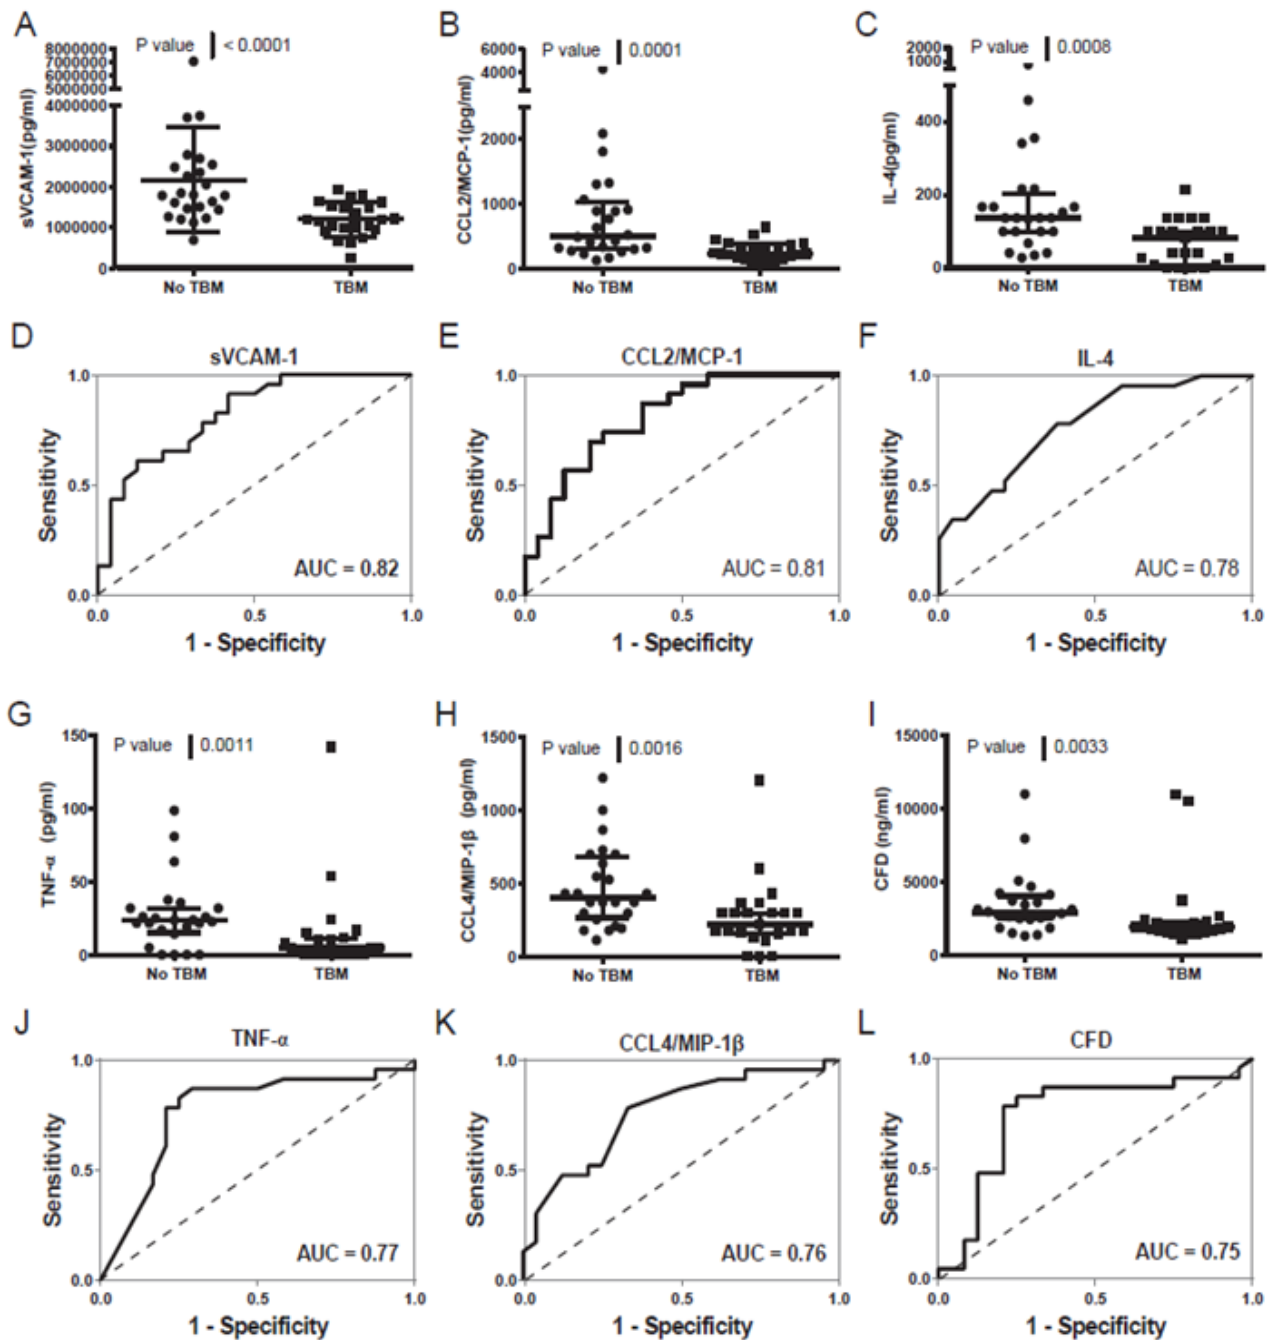 A
P value < 0.0001
sVCAM-1(pg/ml)
8000000
7000000
6000000
5000000
4000000
3000000
2000000
1000000
0
No TBM TBM
B
P value 0.0001
CCL2/MCP-1(pg/ml)
6000
4000
2000
1000
0
No TBM TBM
C
P value 0.0008
IL-4(pg/ml)
2000
1000
400
200
0
No TBM TBM
D
sVCAM-1
Sensitivity
1.0
0.5
0.0
AUC = 0.82
0.0 0.5 1.0
1 - Specificity
E
CCL2/MCP-1
Sensitivity
1.0
0.5
0.0
AUC = 0.81
0.0 0.5 1.0
1 - Specificity
F
IL-4
Sensitivity
1.0
0.5
0.0
AUC = 0.78
0.0 0.5 1.0
1 - Specificity
G
P value 0.0011
TNF-α (pg/ml)
150
100
50
0
No TBM TBM
H
P value 0.0016
CCL4/MIP-1β (pg/ml)
1500
1000
500
0
No TBM TBM
I
P value 0.0033
CFD (ng/ml)
15000
10000
5000
0
No TBM TBM
J
TNF-α
Sensitivity
1.0
0.5
0.0
AUC = 0.77
0.0 0.5 1.0
1 - Specificity
K
CCL4/MIP-1β
Sensitivity
1.0
0.5
0.0
AUC = 0.76
0.0 0.5 1.0
1 - Specificity
L
CFD
Sensitivity
1.0
0.5
0.0
AUC = 0.75
0.0 0.5 1.0
1 - Specificity